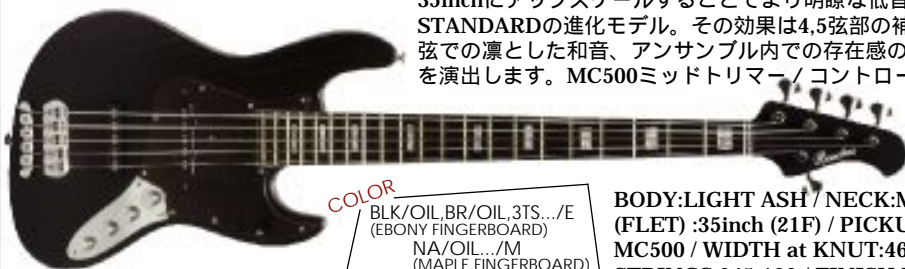 35inchにアップスケールすることでより明瞭な低音
STANDARDの進化モデル。その効果は4,5弦部の補
弦での凛とした和音、アンサンブル内での存在感の
を演出します。MC500ミッドトリマー / コントロー
COLOR
BLK/OIL,BR/OIL,3TS.../E
(EBONY FINGERBOARD)
NA/OIL.../M
(MAPLE FINGERBOARD)
BODY:LIGHT ASH / NECK:M
(FLET) :35inch (21F) / PICKU
MC500 / WIDTH at KNUT:46